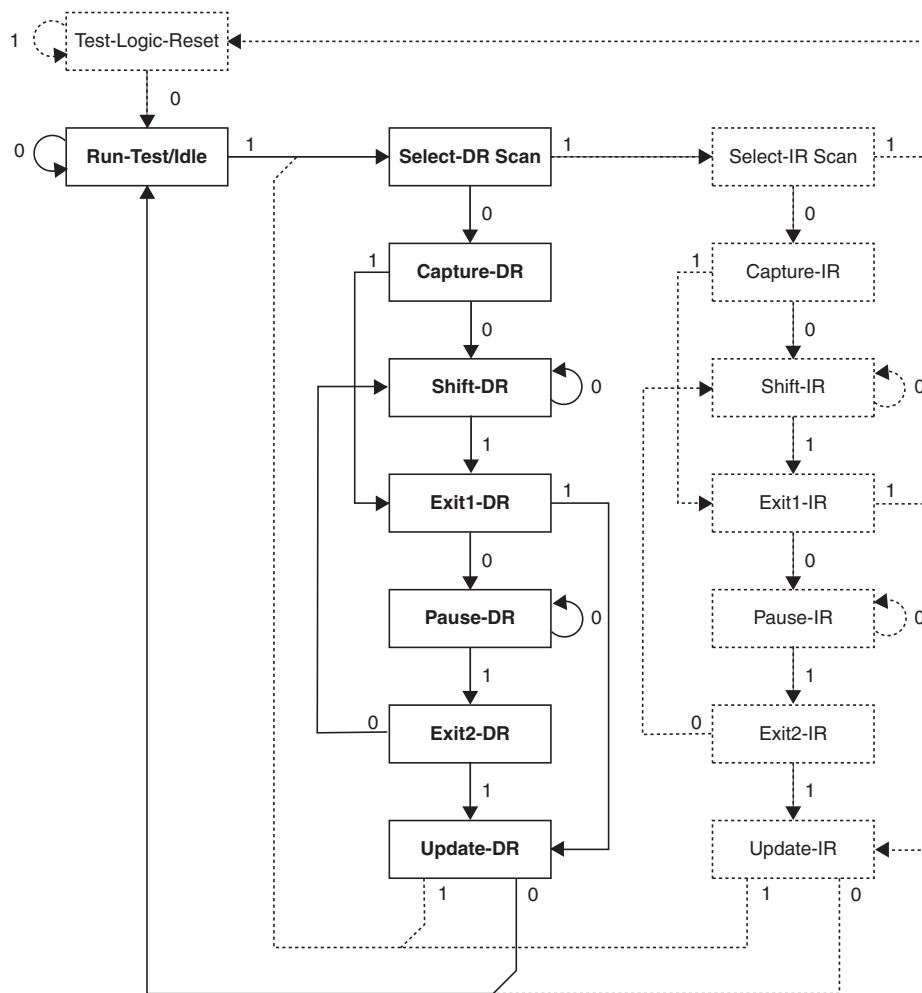 1 Test-Logic-Reset
0
0 Run-Test/Idle 1 Select-DR Scan 1 Select-IR Scan 1
0 0
1 Capture-DR 1 Capture-IR
0 0
Shift-DR 0 Shift-IR 0
1 1
Exit1-DR 1 Exit1-IR 1
0 0
Pause-DR 0 Pause-IR 0
1 1
0 Exit2-DR 0 Exit2-IR
1 1
Update-DR Update-IR
1 0 1 0